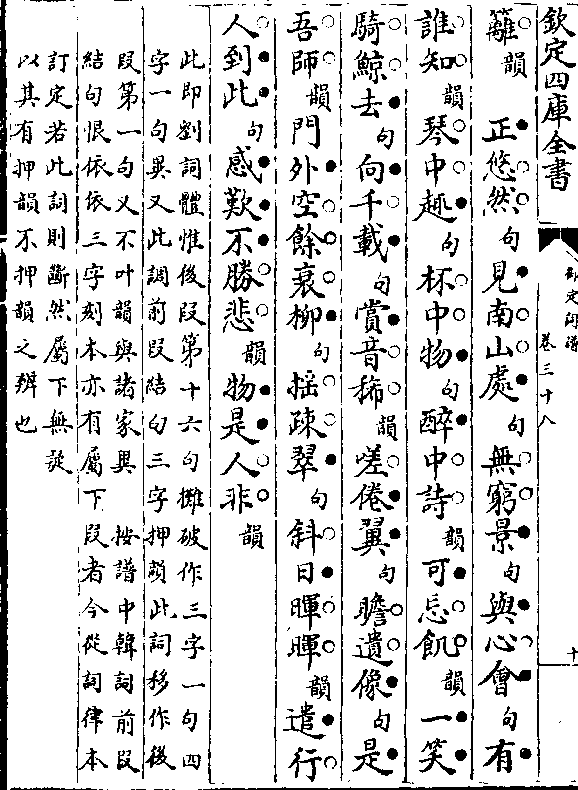 欽定四庫全書
御定詞譜
卷三十八
十
籬韻　正悠然句見南山處句無窮景句與心會句有
誰知韻琴中趣句杯中物句醉中詩韻可忘飢韻一笑
騎鯨去句向千載句賞音稀韻嗟倦翼句瞻遺像句是
吾師韻門外空餘衰柳句揺疎翠句斜日暉暉韻遣行
人到此句感歎不勝悲韻物是人非韻
此即劉詞體惟後段第十六句攤破作三字一句四
字一句異又此調前段結句三字押韻此詞移作後
段第一句又不叶韻與諸家異　按譜中韓詞前段
結句恨依依三字刻本亦有屬下段者今從詞律本
訂定若此詞則斷然屬下無疑
以其有押韻不押韻之辨也